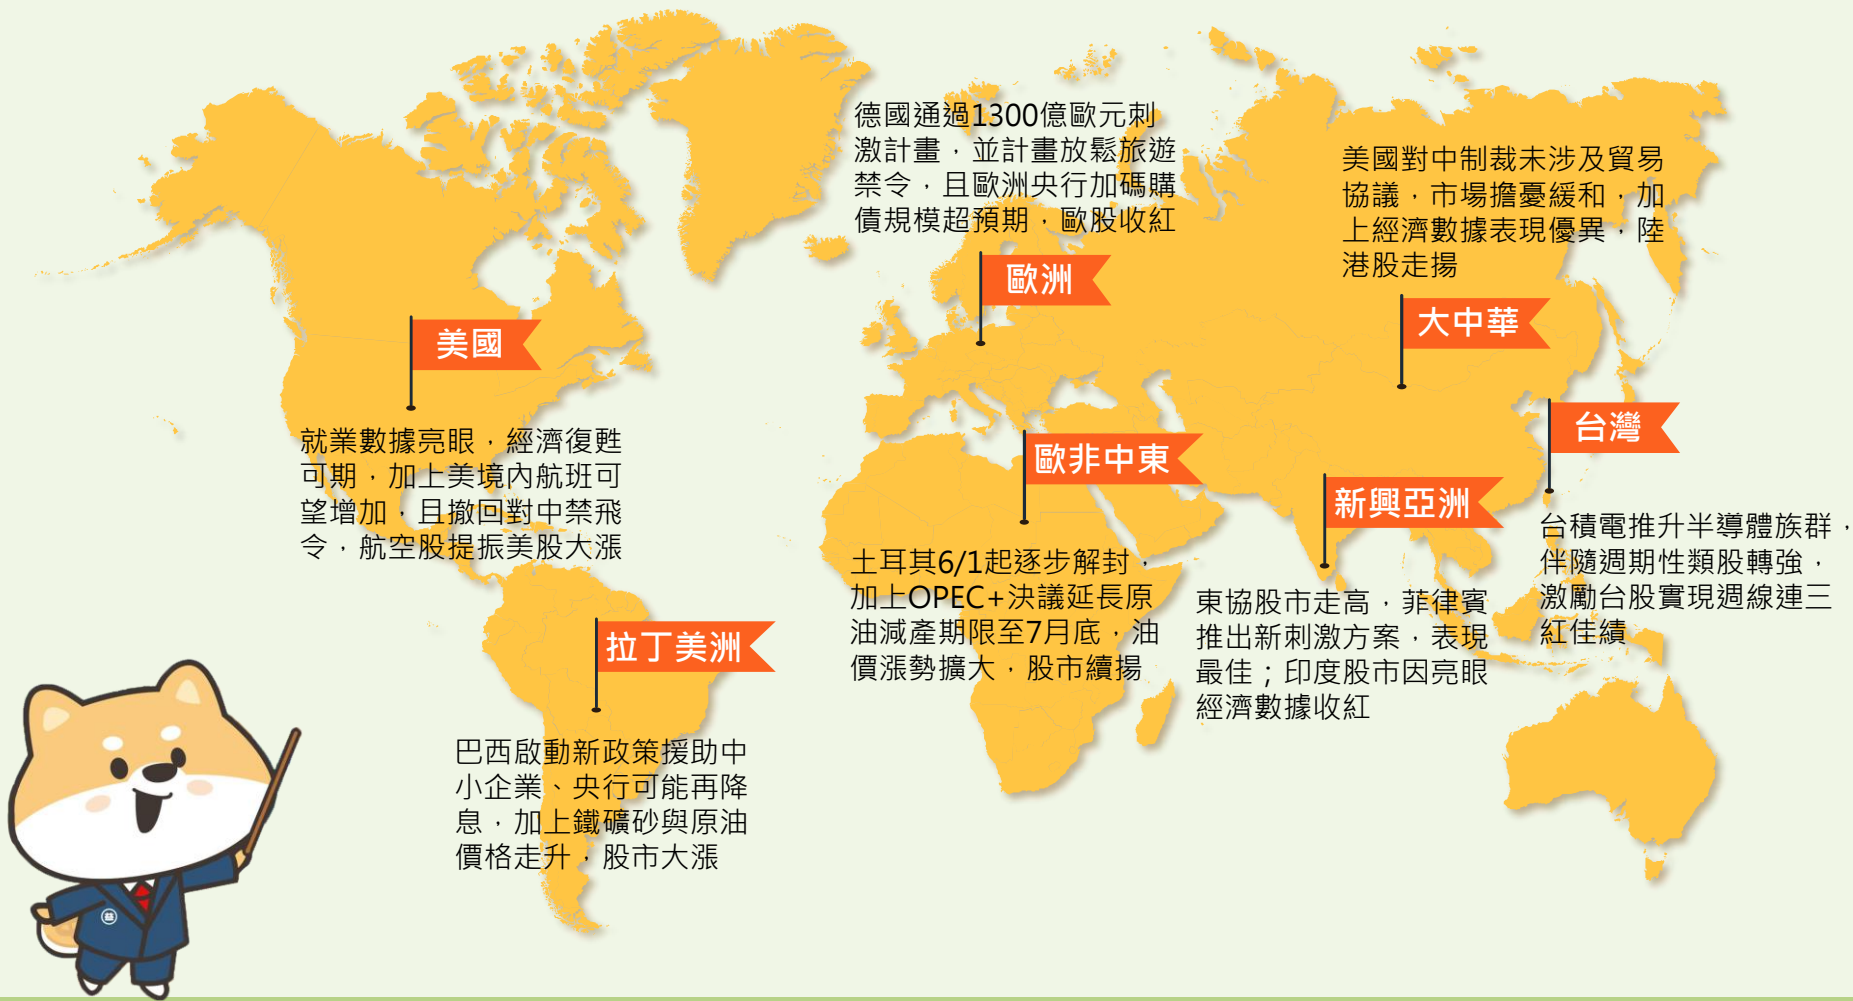 德國通過1300億歐元刺
激計畫，並計畫放鬆旅遊
禁令，且歐洲央行加碼購
債規模超預期，歐股收紅
歐洲
美國對中制裁未涉及貿易
協議，市場擔憂緩和，加
上經濟數據表現優異，陸
港股走揚
大中華
美國
就業數據亮眼，經濟復甦
可期，加上美境內航班可
望增加，且撤回對中禁飛
令，航空股提振美股大漲
歐非中東
土耳其6/1起逐步解封，
加上OPEC+決議延長原
油減產期限至7月底，油
價漲勢擴大，股市續揚
新興亞洲
東協股市走高，菲律賓
推出新刺激方案，表現
最佳；印度股市因亮眼
經濟數據收紅
台灣
台積電推升半導體族群，
伴隨週期性類股轉強，
激勵台股實現週線連三
紅佳績
拉丁美洲
巴西啟動新政策援助中
小企業、央行可能再降
息，加上鐵礦砂與原油
價格走升，股市大漲